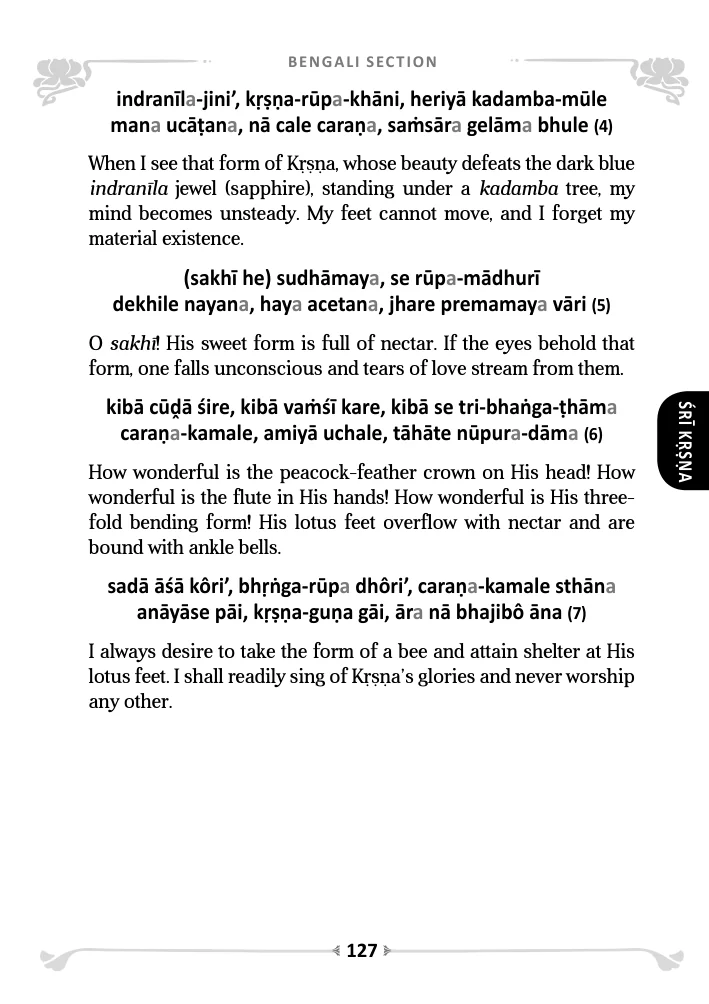 BENGALI SECTION
indranīla-jini’, kṛṣṇa-rūpa-khāni, heriyā kadamba-mūle
mana ucāṭana, nā cale caraṇa, saṁsāra gelāma bhule (4)
When I see that form of Kṛṣṇa, whose beauty defeats the dark blue
indranīla jewel (sapphire), standing under a kadamba tree, my
mind becomes unsteady. My feet cannot move, and I forget my
material existence.
(sakhī he) sudhāmaya, se rūpa-mādhurī
dekhile nayana, haya acetana, jhare premamaya vāri (5)
O sakhī! His sweet form is full of nectar. If the eyes behold that
form, one falls unconscious and tears of love stream from them.
kibā cūḓā śire, kibā vaṁśī kare, kibā se tri-bhaṅga-ṭhāma
caraṇa-kamale, amiyā uchale, tāhāte nūpura-dāma (6)
How wonderful is the peacock-feather crown on His head! How
wonderful is the flute in His hands! How wonderful is His three-
fold bending form! His lotus feet overflow with nectar and are
bound with ankle bells.
sadā āśā kôri’, bhṛṅga-rūpa dhôri’, caraṇa-kamale sthāna
anāyāse pāi, kṛṣṇa-guṇa gāi, āra nā bhajibô āna (7)
I always desire to take the form of a bee and attain shelter at His
lotus feet. I shall readily sing of Kṛṣṇa’s glories and never worship
any other.
ŚRĪ KṚṢṆA
127